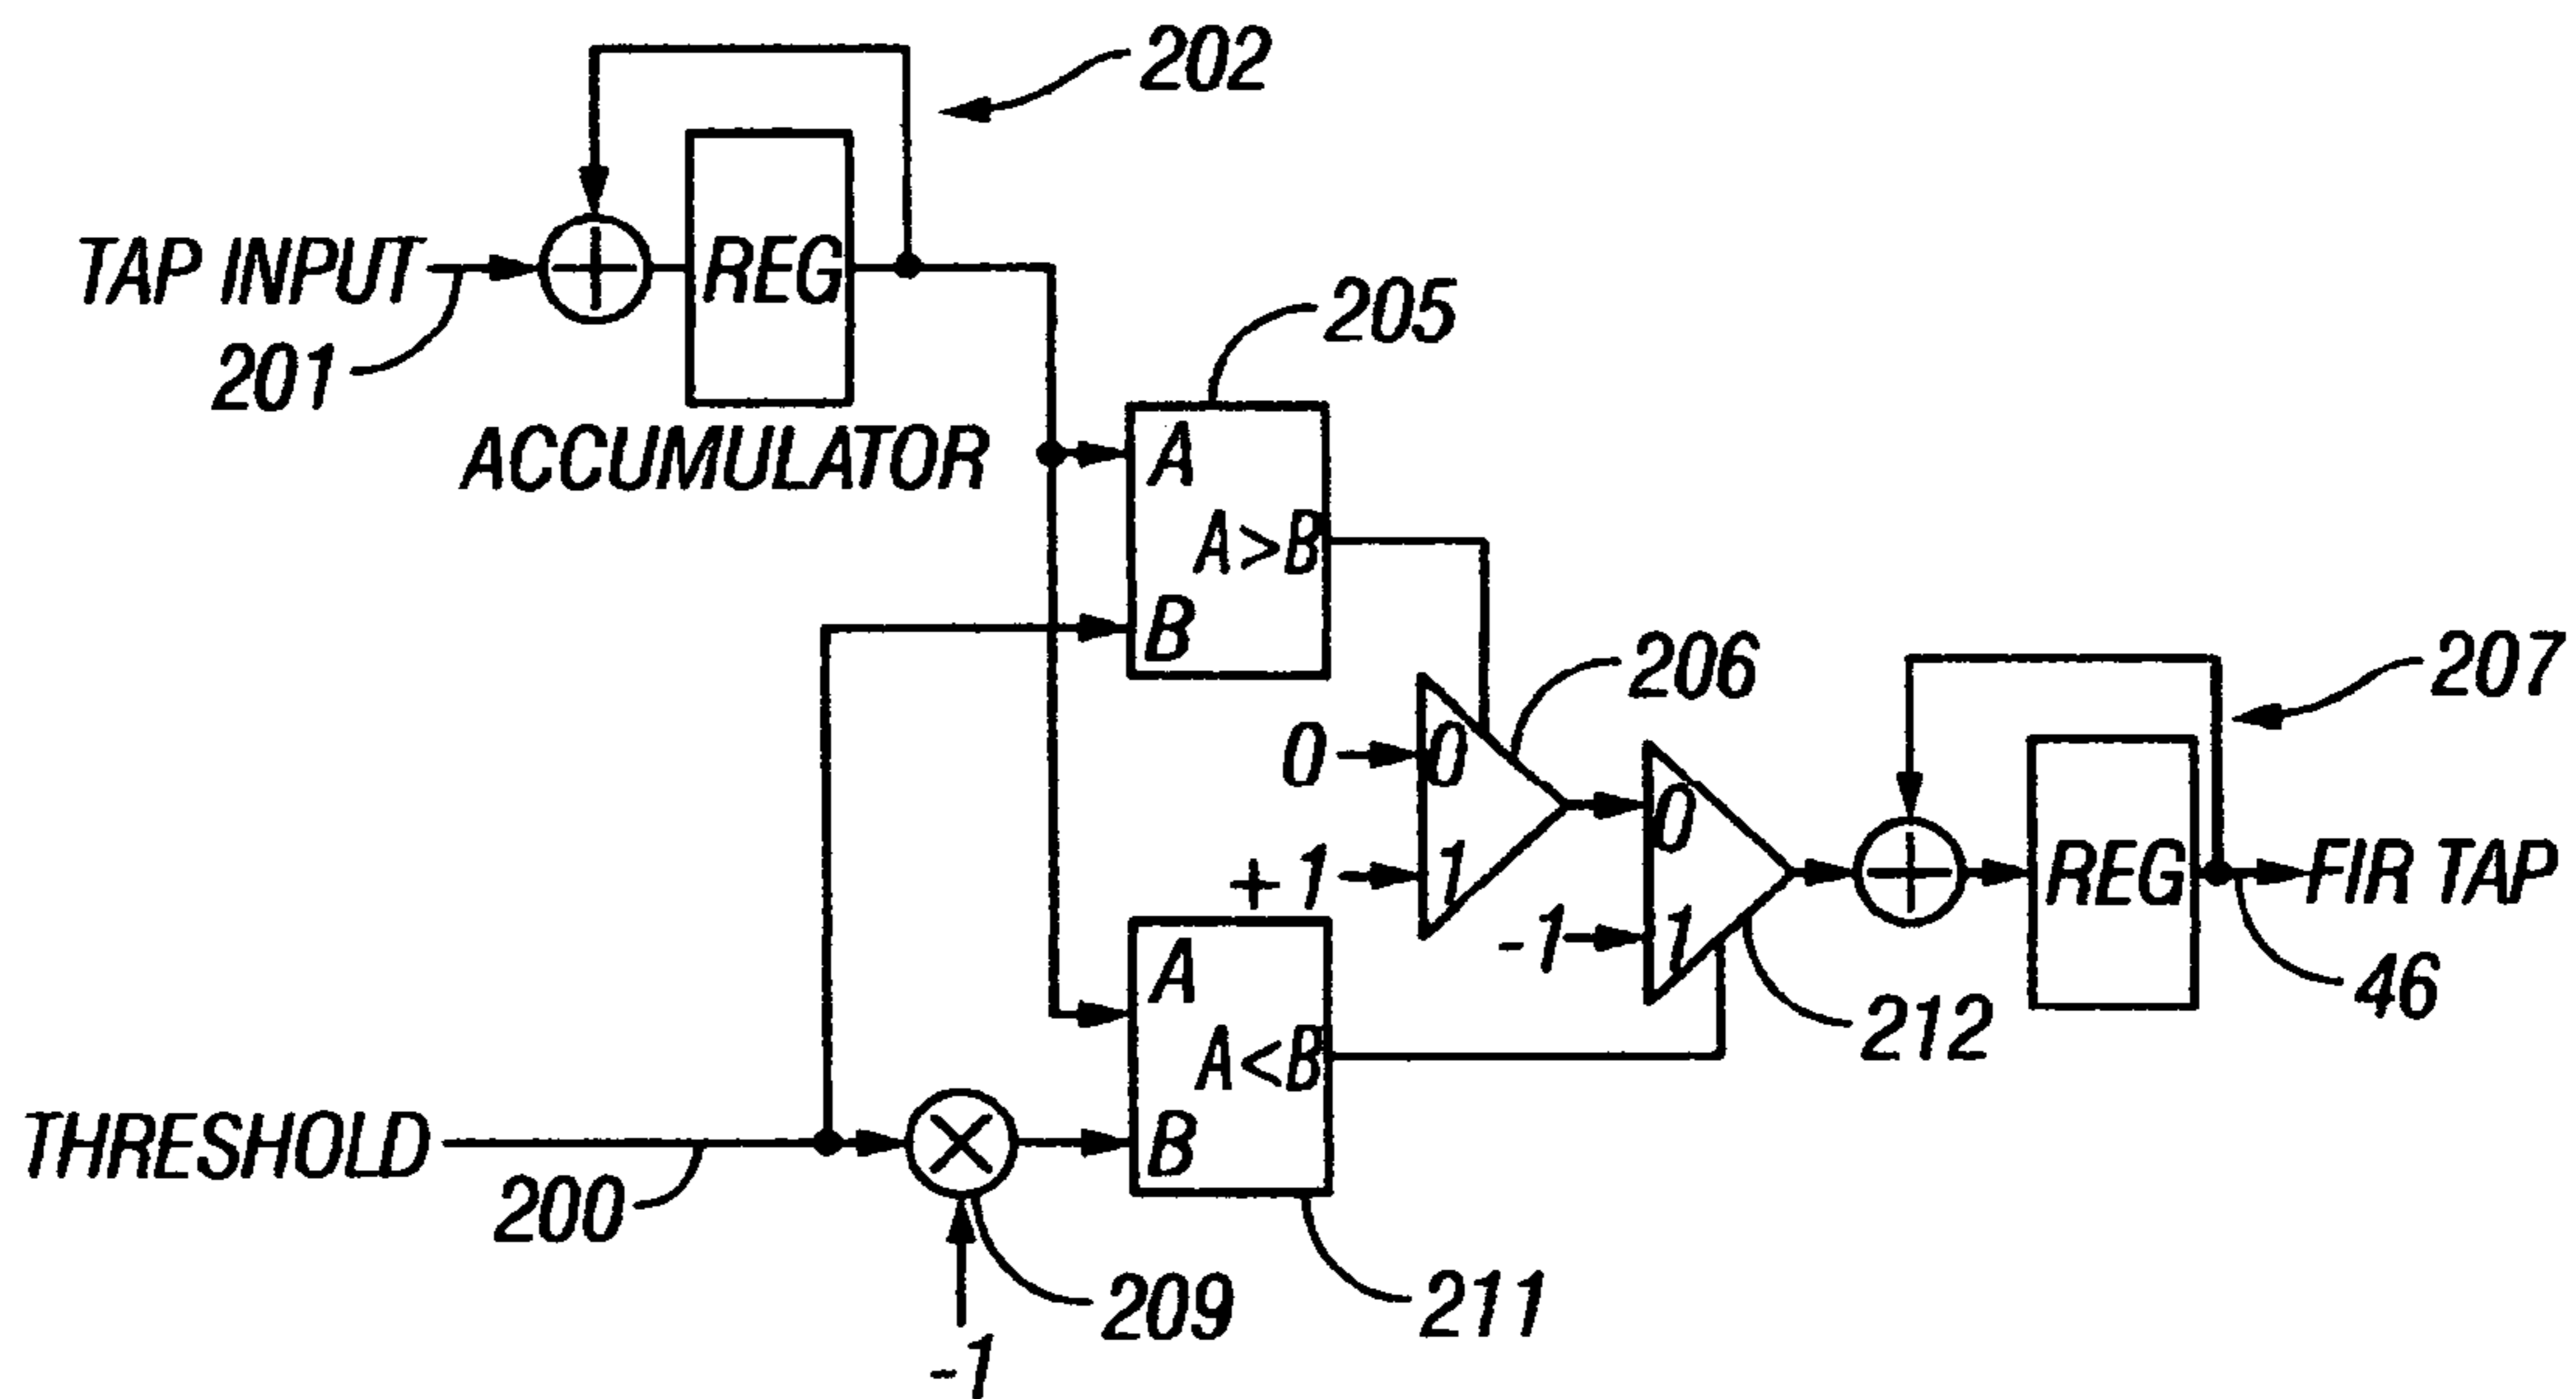 202
TAP INPUT
REG
201
ACCUMULATOR
205
A
A>B
B
206
207
0
0
0
+1
1
REG
FIR TAP
-1
1
46
A
A<B
B
212
THRESHOLD
200
209
211
-1